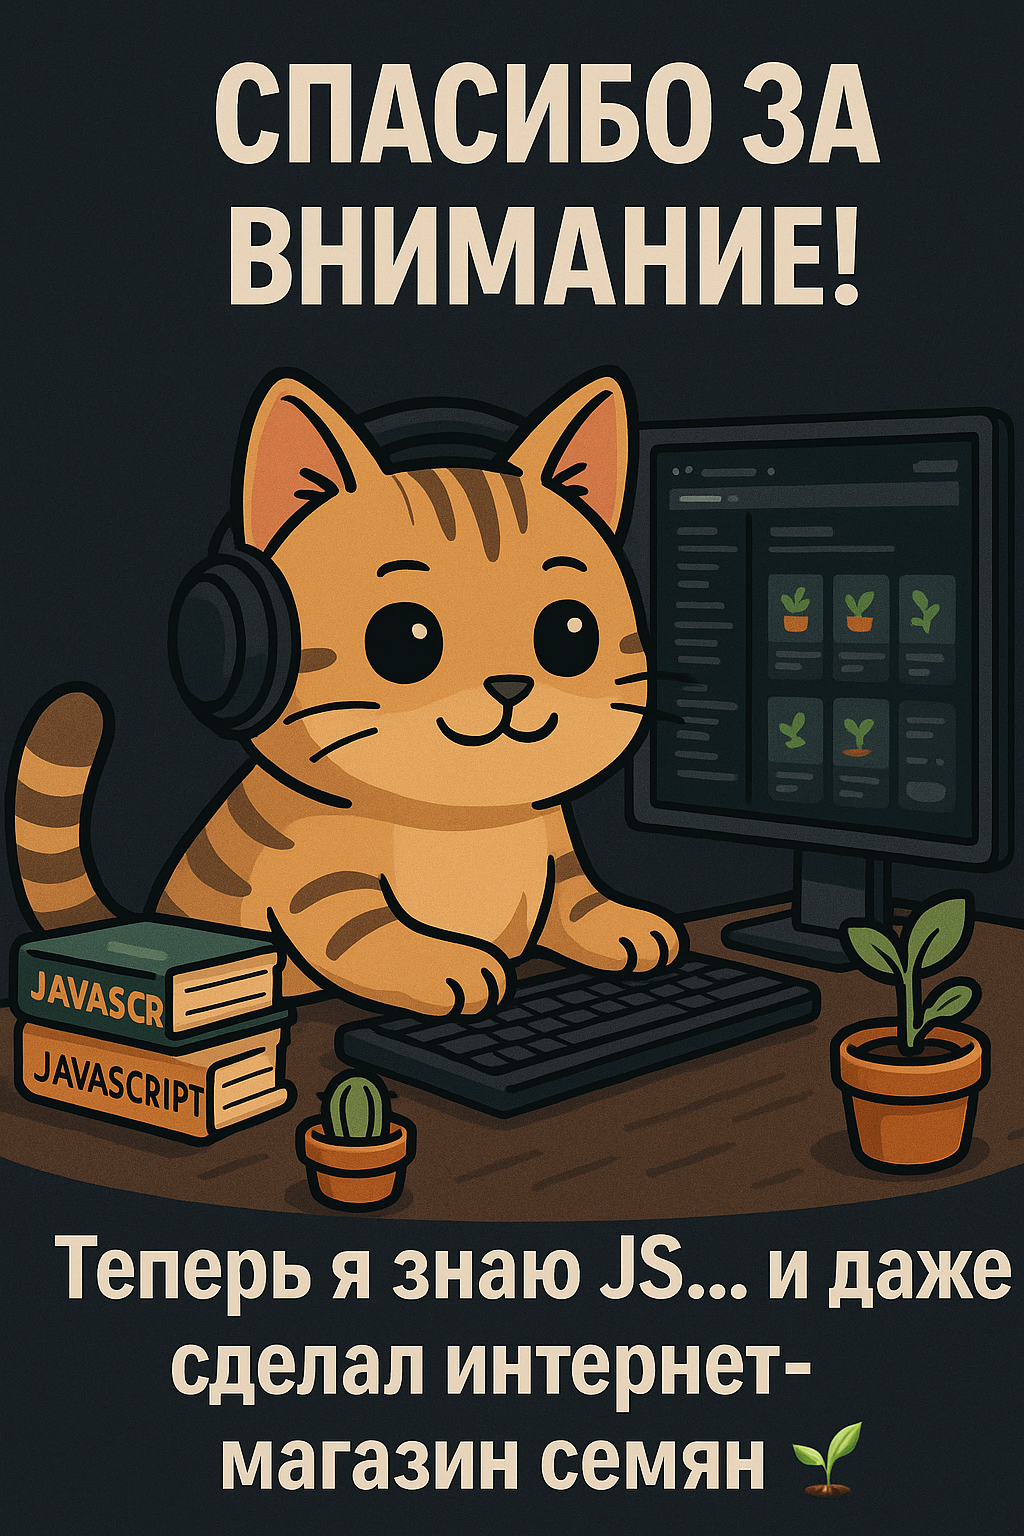 СПАСИБО ЗА
ВНИМАНИЕ!
JAVASCR
JAVASCRIPT
Теперь я знаю JS... и даже
сделал интернет-
магазин семян 🌱